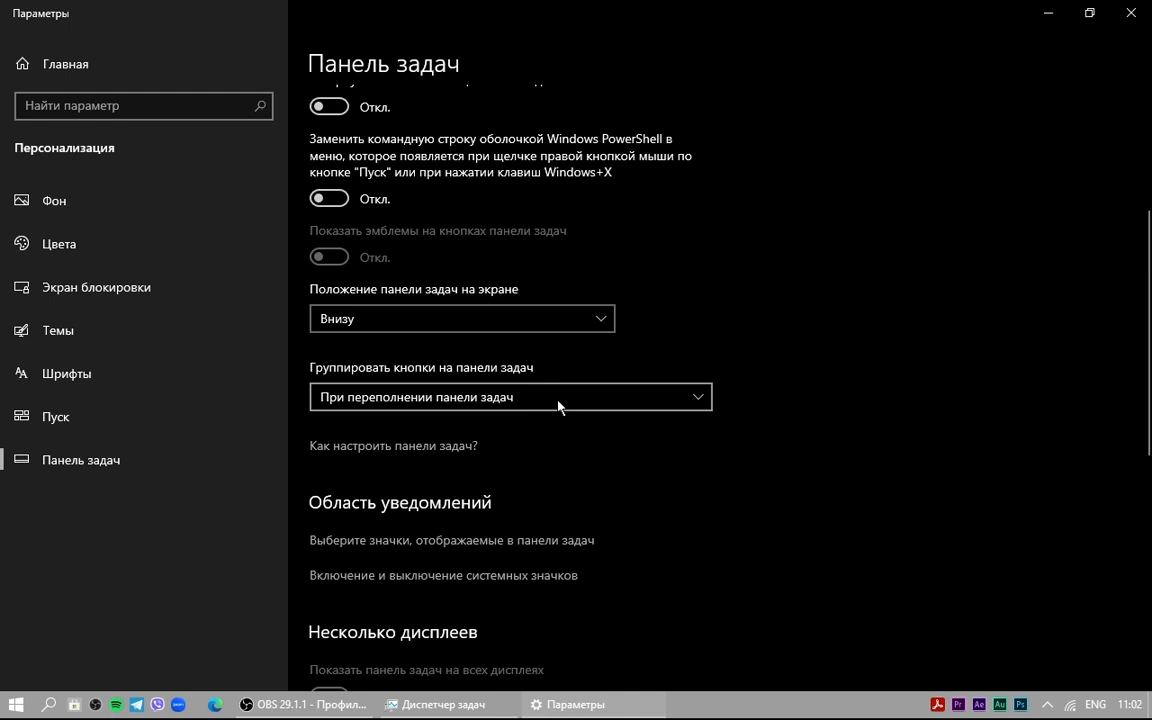 Параметры
Главная
Найти параметр
Персонализация
Фон
Цвета
Экран блокировки
Темы
Шрифты
Пуск
Панель задач
Панель задач
Откл.
Заменить командную строку оболочкой Windows PowerShell в
меню, которое появляется при щелчке правой кнопкой мыши по
кнопке "Пуск" или при нажатии клавиш Windows+X
Откл.
Показать эмблемы на кнопках панели задач
Откл.
Положение панели задач на экране
Внизу
Группировать кнопки на панели задач
При переполнении панели задач
Как настроить панели задач?
Область уведомлений
Выберите значки, отображаемые в панели задач
Включение и выключение системных значков
Несколько дисплеев
Показать панель задач на всех дисплеях
OBS 29.1.1 - Профил...
Диспетчер задач
Параметры
Pr
Ae
Au
Ps
ENG
11:02